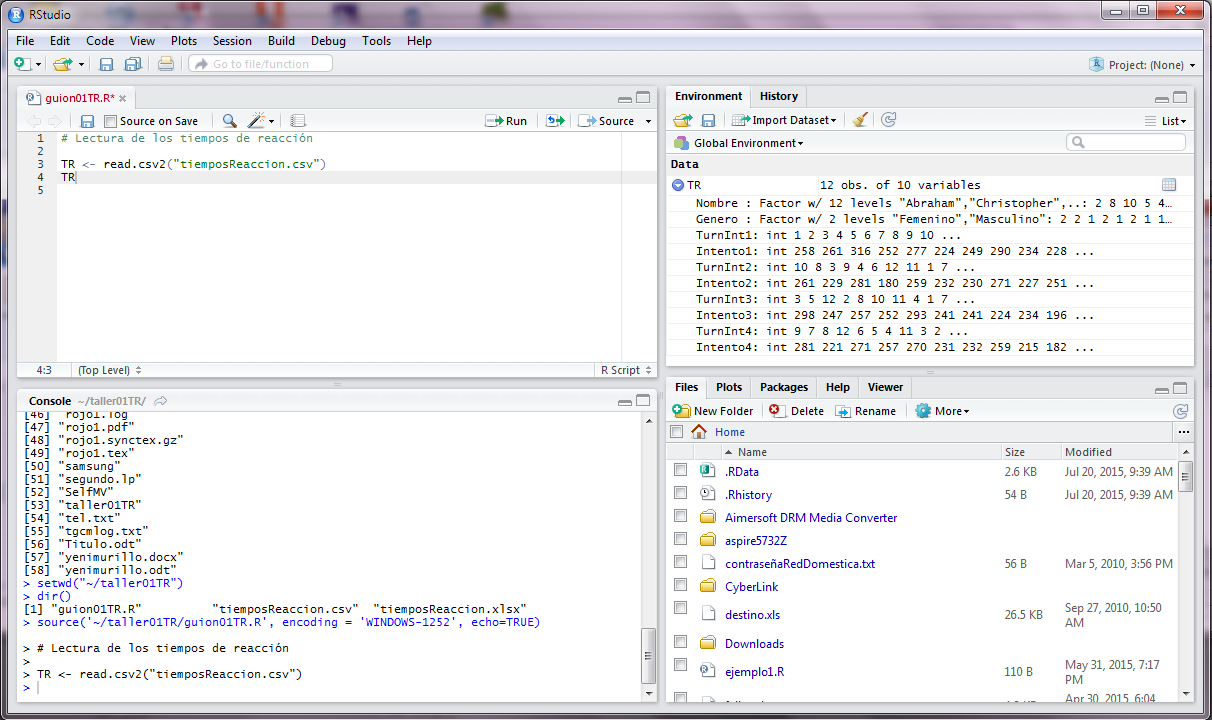 RStudio
File Edit Code View Plots Session Build Debug Tools Help
Go to file/function
Project: (None)
guion01TR.R*
Source on Save
Run
Source
1 # Lectura de los tiempos de reacción
2
3 TR <- read.csv2("tiemposReaccion.csv")
4 TR
5
4:3 (Top Level) R Script
Console ~/taller01TR/
[46] "rojo1.log"
[47] "rojo1.pdf"
[48] "rojo1.synctex.gz"
[49] "rojo1.tex"
[50] "samsung"
[51] "segundo.lp"
[52] "SelfMV"
[53] "taller01TR"
[54] "tel.txt"
[55] "tgcmlog.txt"
[56] "Titulo.odt"
[57] "yenimurillo.docx"
[58] "yenimurillo.odt"
> setwd("~/taller01TR")
> dir()
[1] "guion01TR.R" "tiemposReaccion.csv" "tiemposReaccion.xlsx"
> source('~/taller01TR/guion01TR.R', encoding = 'WINDOWS-1252', echo=TRUE)
> # Lectura de los tiempos de reacción
>
> TR <- read.csv2("tiemposReaccion.csv")
>
Environment History
Import Dataset
List
Global Environment
Data
TR 12 obs. of 10 variables
Nombre : Factor w/ 12 levels "Abraham","Christopher",..: 2 8 10 5 4…
Genero : Factor w/ 2 levels "Femenino","Masculino": 2 2 1 2 1 2 1 1…
TurnInt1: int 1 2 3 4 5 6 7 8 9 10 ...
Intento1: int 258 261 316 252 277 224 249 290 234 228 ...
TurnInt2: int 10 8 3 9 4 6 12 11 1 7 ...
Intento2: int 261 229 281 180 259 232 230 271 227 251 ...
TurnInt3: int 3 5 12 2 8 10 11 4 1 7 ...
Intento3: int 298 247 257 252 293 241 241 224 234 196 ...
TurnInt4: int 9 7 8 12 6 5 4 11 3 2 ...
Intento4: int 281 221 271 257 270 231 232 259 215 182 ...
Files Plots Packages Help Viewer
New Folder Delete Rename More
Home
Name Size Modified
.RData 2.6 KB Jul 20, 2015, 9:39 AM
.Rhistory 54 B Jul 20, 2015, 9:39 AM
Aimersoft DRM Media Converter
aspire5732Z
contraseñaRedDomestica.txt 56 B Mar 5, 2010, 3:56 PM
CyberLink
destino.xls 26.5 KB Sep 27, 2010, 10:50 AM
Downloads
ejemplo1.R 110 B May 31, 2015, 7:17 PM
Apr 30, 2015, 6:04